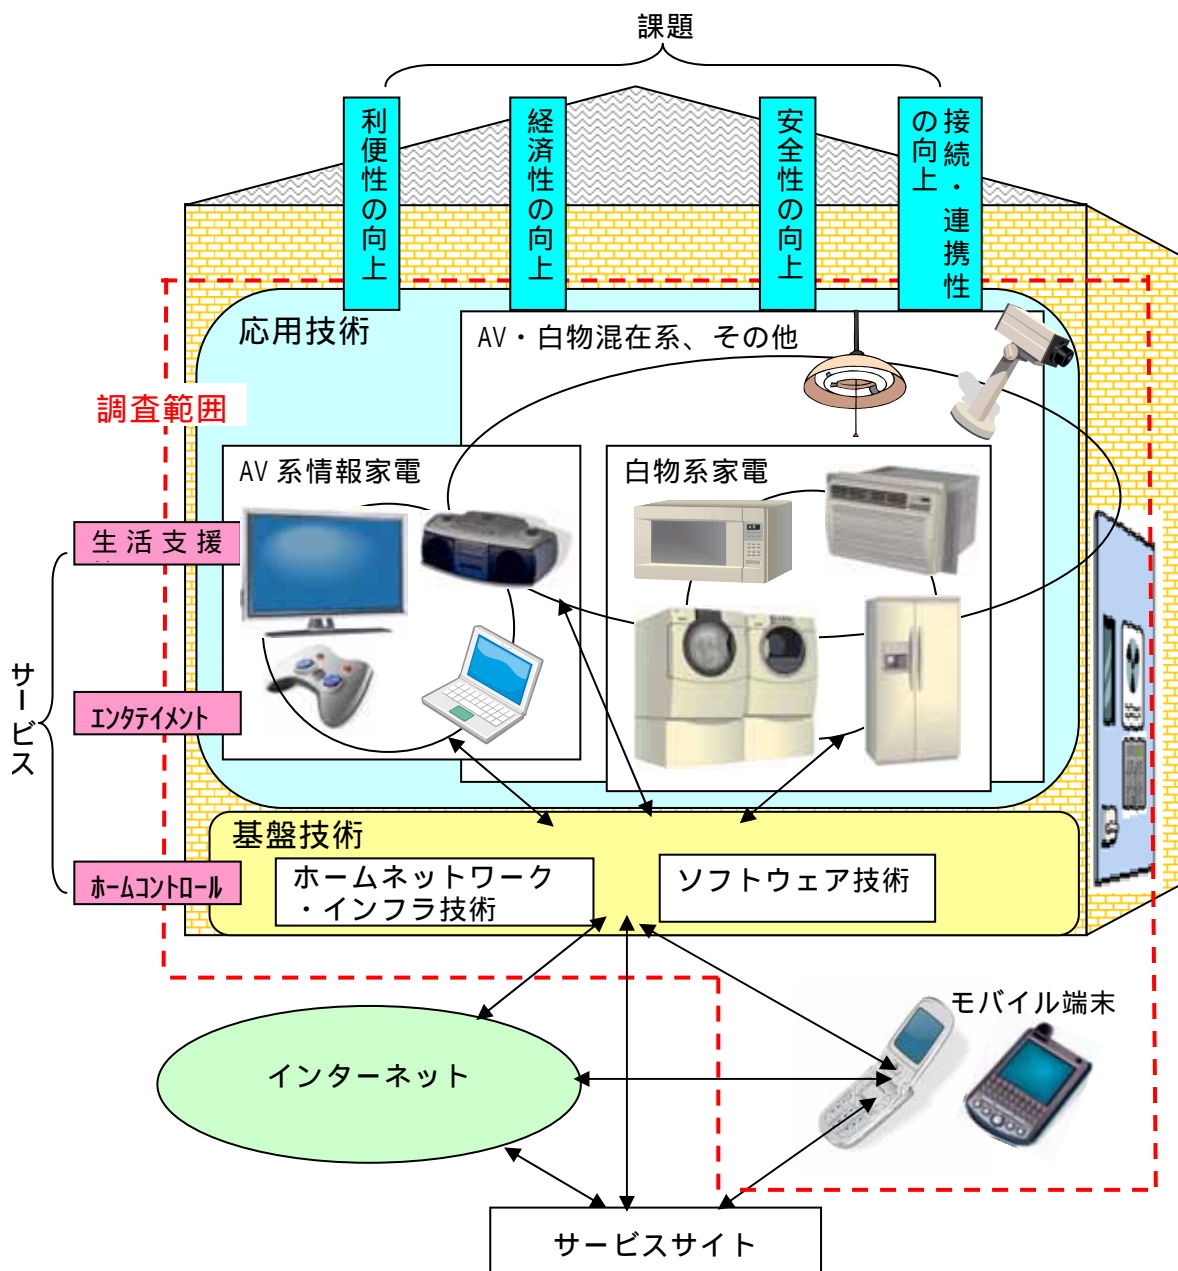 課題
利便性の向上
経済性の向上
安全性の向上
接続・連携性
の向上
応用技術
AV・白物混在系、その他
調査範囲
AV系情報家電
白物系家電
生活支援
サービス
エンタテイメント
基盤技術
ホームコントロール
ホームネットワーク
・インフラ技術
ソフトウェア技術
モバイル端末
インターネット
サービスサイト